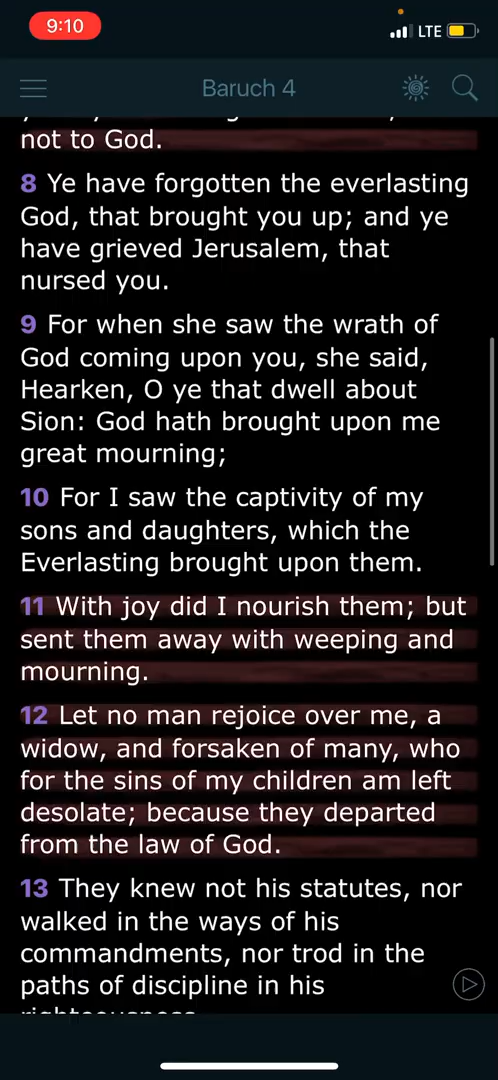 9:10
LTE
Baruch 4
not to God.
8 Ye have forgotten the everlasting
God, that brought you up; and ye
have grieved Jerusalem, that
nursed you.
9 For when she saw the wrath of
God coming upon you, she said,
Hearken, O ye that dwell about
Sion: God hath brought upon me
great mourning;
10 For I saw the captivity of my
sons and daughters, which the
Everlasting brought upon them.
11 With joy did I nourish them; but
sent them away with weeping and
mourning.
12 Let no man rejoice over me, a
widow, and forsaken of many, who
for the sins of my children am left
desolate; because they departed
from the law of God.
13 They knew not his statutes, nor
walked in the ways of his
commandments, nor trod in the
paths of discipline in his
righteousness.